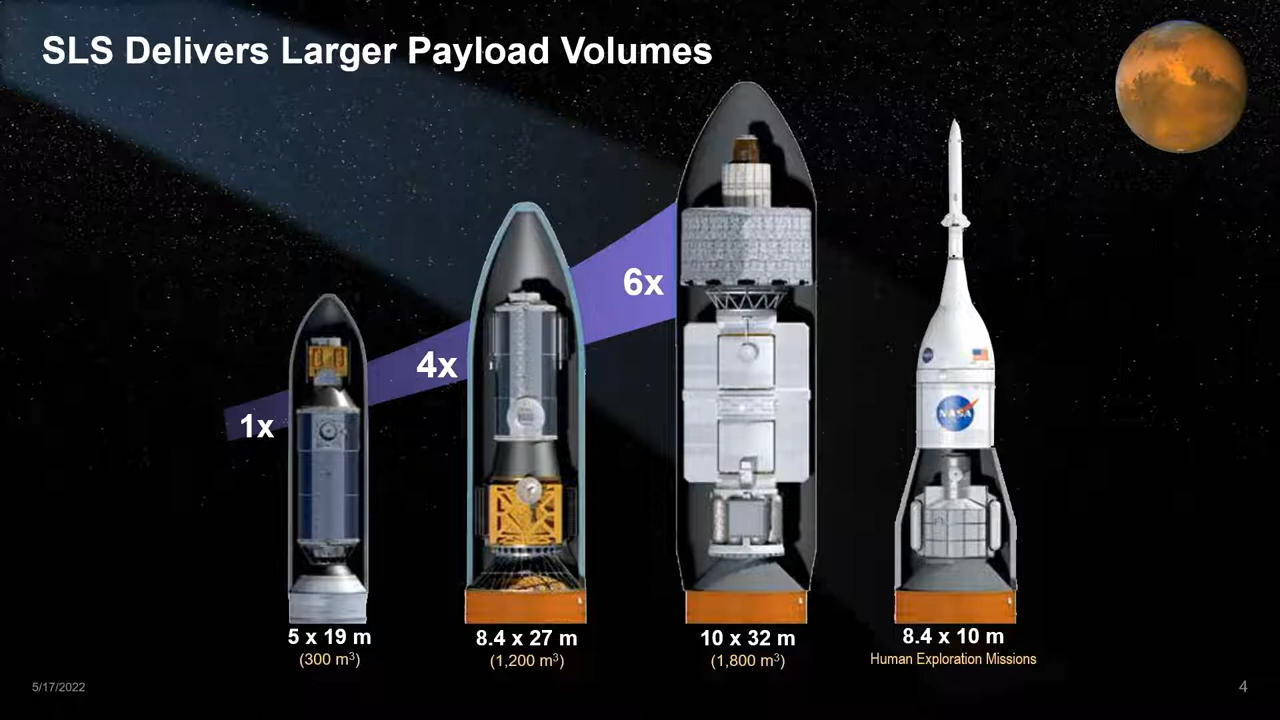 SLS Delivers Larger Payload Volumes
1x
4x
6x
NASA
5 x 19 m
(300 m³)
8.4 x 27 m
(1,200 m³)
10 x 32 m
(1,800 m³)
8.4 x 10 m
Human Exploration Missions
5/17/2022
4